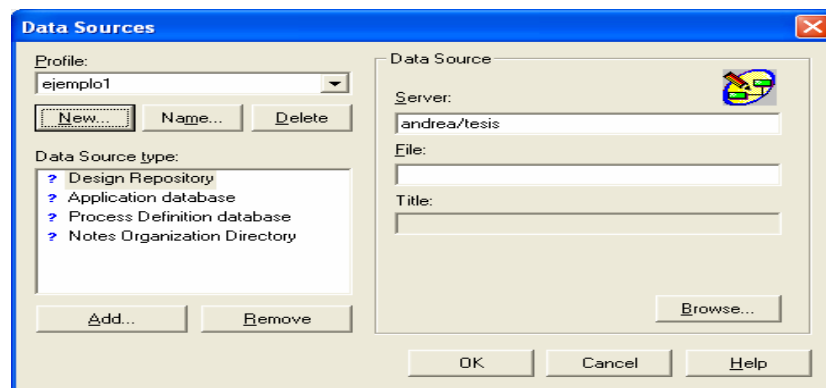 Data Sources
Profile:
ejemplo1
New...
Name...
Delete
Data Source type:
? Design Repository
? Application database
? Process Definition database
? Notes Organization Directory
Add...
Remove
Data Source
Server:
andrea/tesis
File:
Title:
Browse...
OK
Cancel
Help